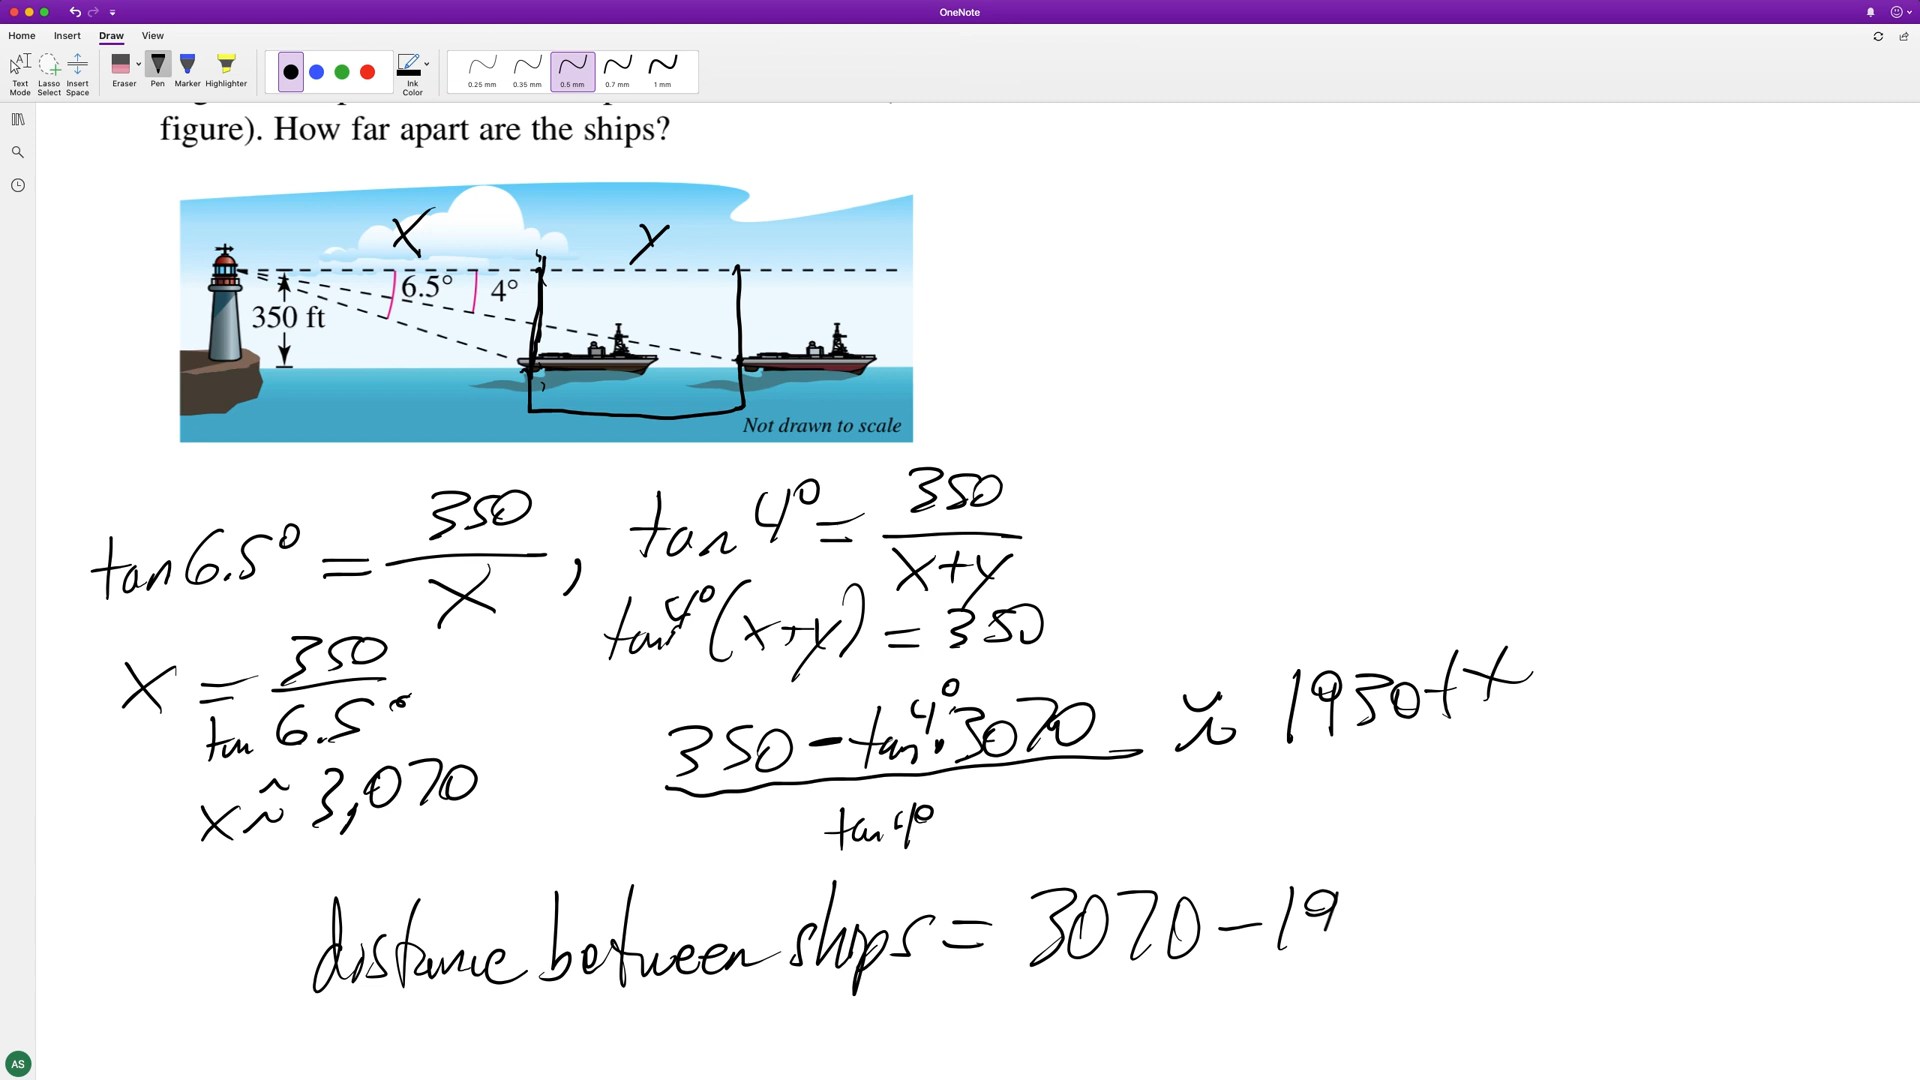 OneNote
Home Insert Draw View
Text Mode Lasso Select Insert Space Eraser Pen Marker Highlighter Ink Color 0.25 mm 0.35 mm 0.5 mm 0.7 mm 1 mm
figure). How far apart are the ships?
X Y
6.5° 4°
350 ft
Not drawn to scale
tan 6.5° = 350/X , tan 4° = 350/X+Y
tan 4° (X+Y) = 350
X = 350/tan 6.5°
350 - tan 4° · 3070 / tan 4° ≈ 1930 ft
X ≈ 3,070
distance between ships = 3070 - 19
AS